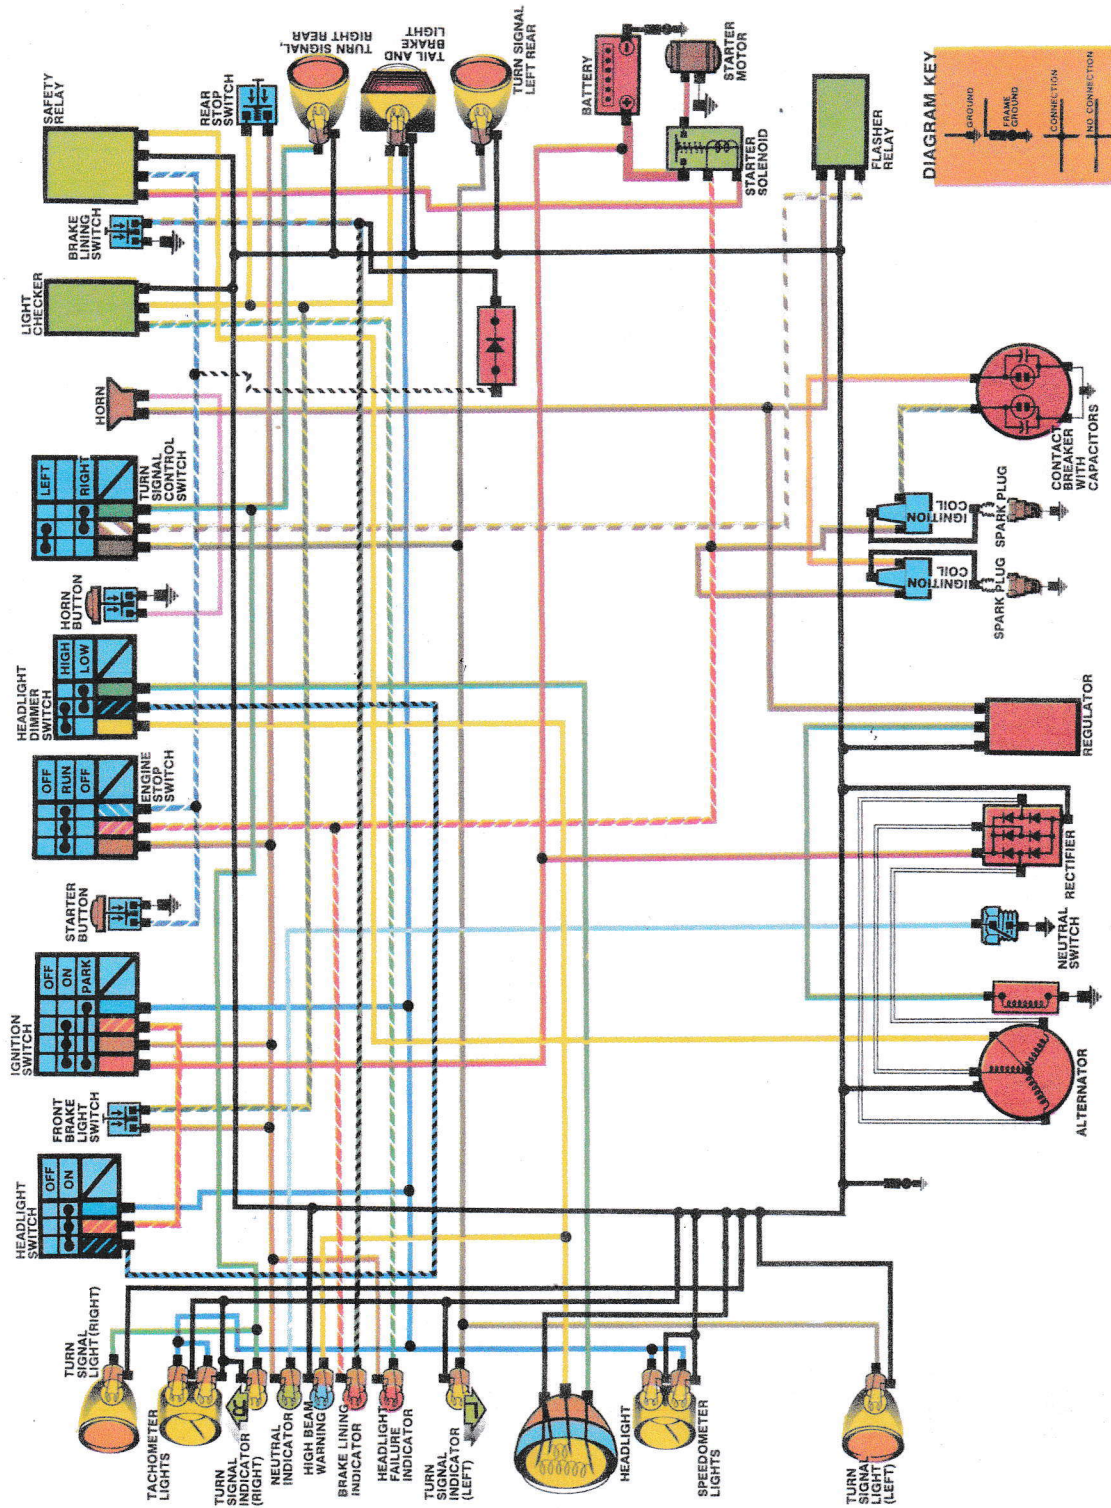 TURN
SIGNAL
LIGHT (RIGHT)
TACHOMETER
LIGHTS
TURN
SIGNAL
INDICATOR
(RIGHT)
NEUTRAL
INDICATOR
HIGH BEAM
WARNING
BRAKE LINING
INDICATOR
HEADLIGHT
FAILURE
INDICATOR
TURN
SIGNAL
INDICATOR
(LEFT)
HEADLIGHT
SPEEDOMETER
LIGHTS
TURN
SIGNAL
LIGHT
(LEFT)
HEADLIGHT
SWITCH
OFF
ON
FRONT
BRAKE
LIGHT
SWITCH
IGNITION
SWITCH
OFF
ON
PARK
STARTER
BUTTON
OFF
RUN
OFF
ENGINE
STOP
SWITCH
HEADLIGHT
DIMMER
SWITCH
HIGH
LOW
HORN
BUTTON
LEFT
RIGHT
TURN
SIGNAL
CONTROL
SWITCH
HORN
LIGHT
CHECKER
BRAKE
LINING
SWITCH
SAFETY
RELAY
REAR
STOP
SWITCH
TURN SIGNAL,
RIGHT REAR
TAIL AND
BRAKE
LIGHT
TURN SIGNAL
LEFT REAR
BATTERY
STARTER
MOTOR
STARTER
SOLENOID
FLASHER
RELAY
DIAGRAM KEY
GROUND
FRAME
GROUND
CONNECTION
NO CONNECTION
CONTACT
BREAKER
WITH
CAPACITORS
IGNITION
COIL
SPARK PLUG
IGNITION
COIL
SPARK PLUG
REGULATOR
RECTIFIER
NEUTRAL
SWITCH
ALTERNATOR